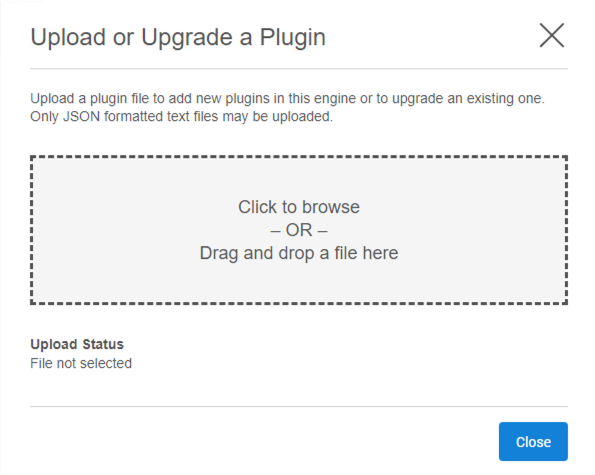 Upload or Upgrade a Plugin
Upload a plugin file to add new plugins in this engine or to upgrade an existing one.
Only JSON formatted text files may be uploaded.
Click to browse
– OR –
Drag and drop a file here
Upload Status
File not selected
Close